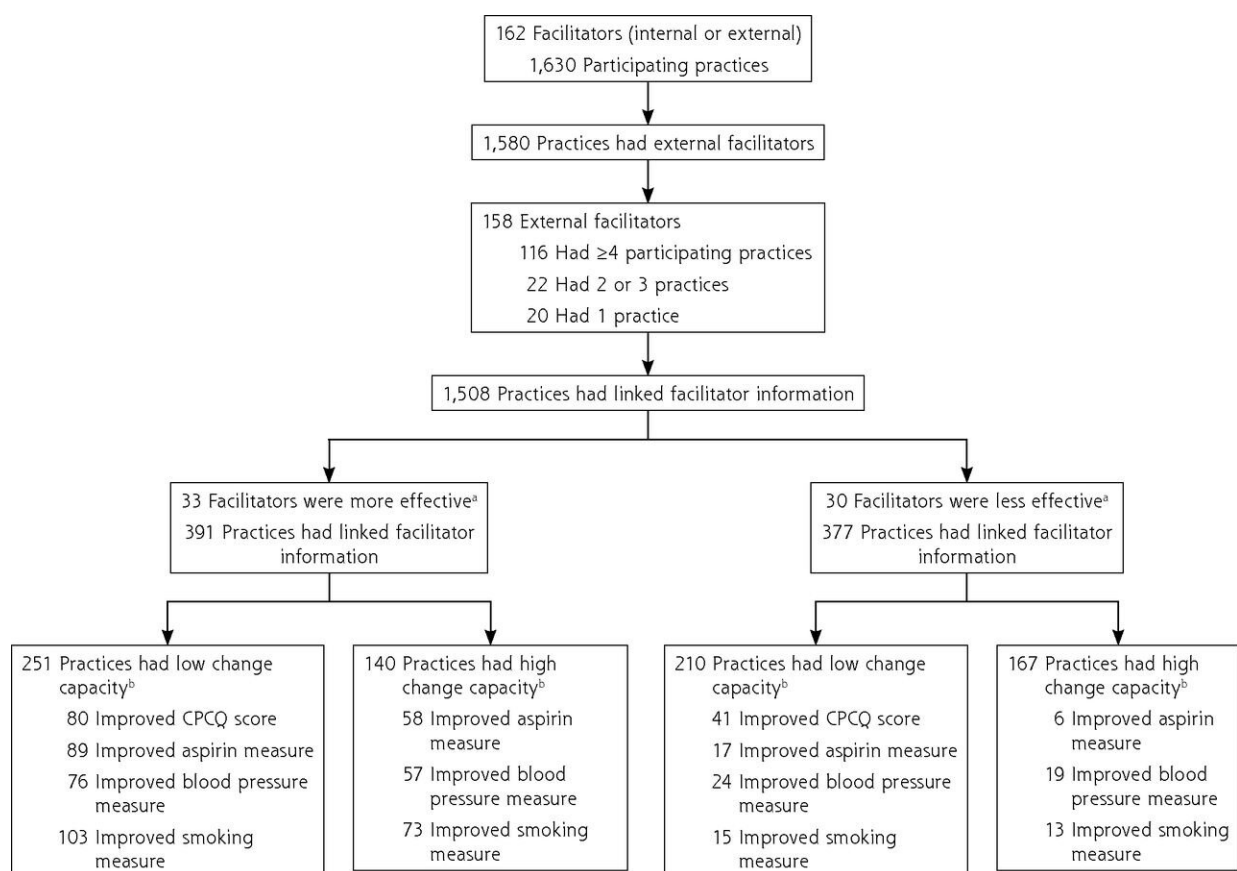 162 Facilitators (internal or external)
1,630 Participating practices
1,580 Practices had external facilitators
158 External facilitators
116 Had ≥4 participating practices
22 Had 2 or 3 practices
20 Had 1 practice
1,508 Practices had linked facilitator information
33 Facilitators were more effectiveᵃ
391 Practices had linked facilitator
information
30 Facilitators were less effectiveᵃ
377 Practices had linked facilitator
information
251 Practices had low change
capacityᵇ
80 Improved CPCQ score
89 Improved aspirin measure
76 Improved blood pressure
measure
103 Improved smoking
measure
140 Practices had high
change capacityᵇ
58 Improved aspirin
measure
57 Improved blood
pressure measure
73 Improved smoking
measure
210 Practices had low change
capacityᵇ
41 Improved CPCQ score
17 Improved aspirin measure
24 Improved blood pressure
measure
15 Improved smoking
measure
167 Practices had high
change capacityᵇ
6 Improved aspirin
measure
19 Improved blood
pressure measure
13 Improved smoking
measure